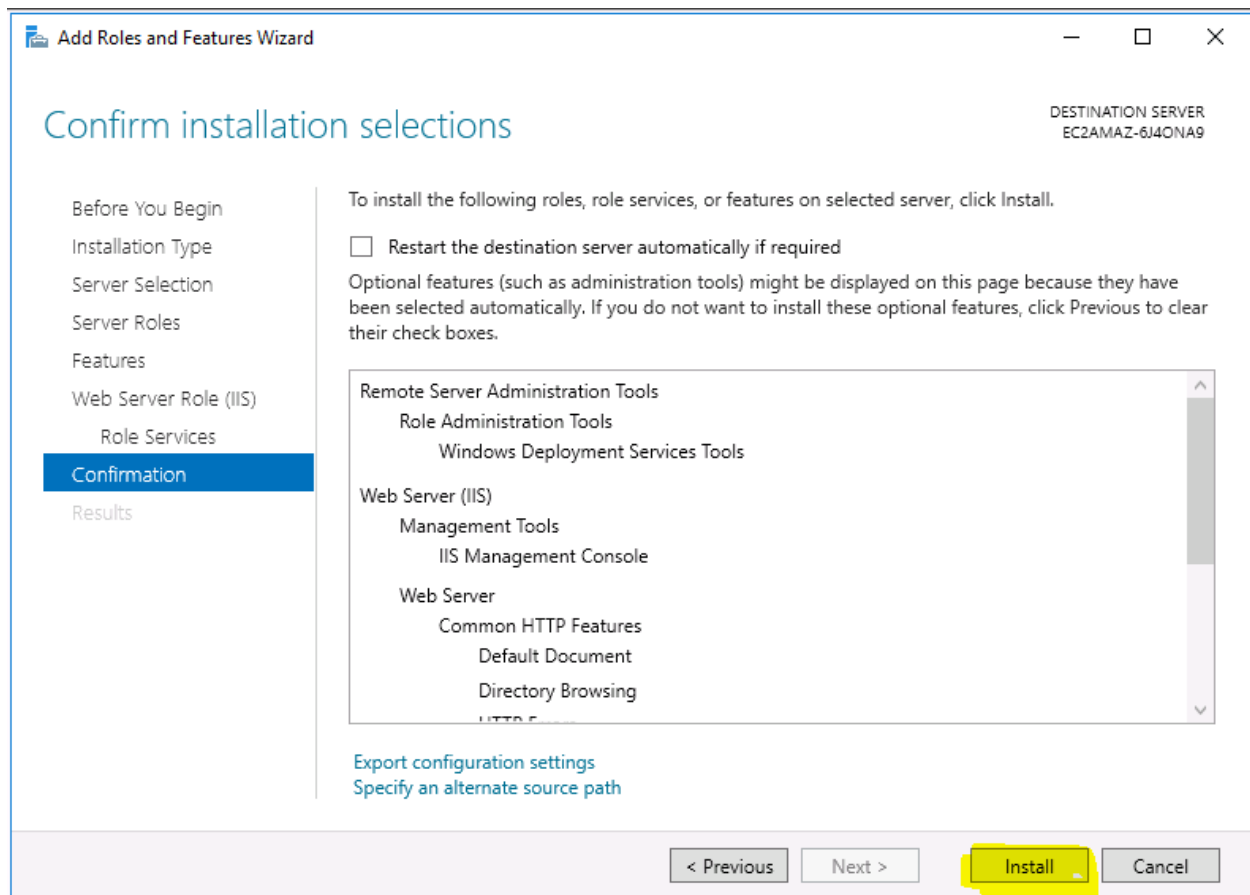 Add Roles and Features Wizard
Confirm installation selections
DESTINATION SERVER
EC2AMAZ-6J4ONA9
Before You Begin
Installation Type
Server Selection
Server Roles
Features
Web Server Role (IIS)
Role Services
Confirmation
Results
To install the following roles, role services, or features on selected server, click Install.
Restart the destination server automatically if required
Optional features (such as administration tools) might be displayed on this page because they have
been selected automatically. If you do not want to install these optional features, click Previous to clear
their check boxes.
Remote Server Administration Tools
Role Administration Tools
Windows Deployment Services Tools
Web Server (IIS)
Management Tools
IIS Management Console
Web Server
Common HTTP Features
Default Document
Directory Browsing
HTTP Errors
Export configuration settings
Specify an alternate source path
< Previous
Next >
Install
Cancel